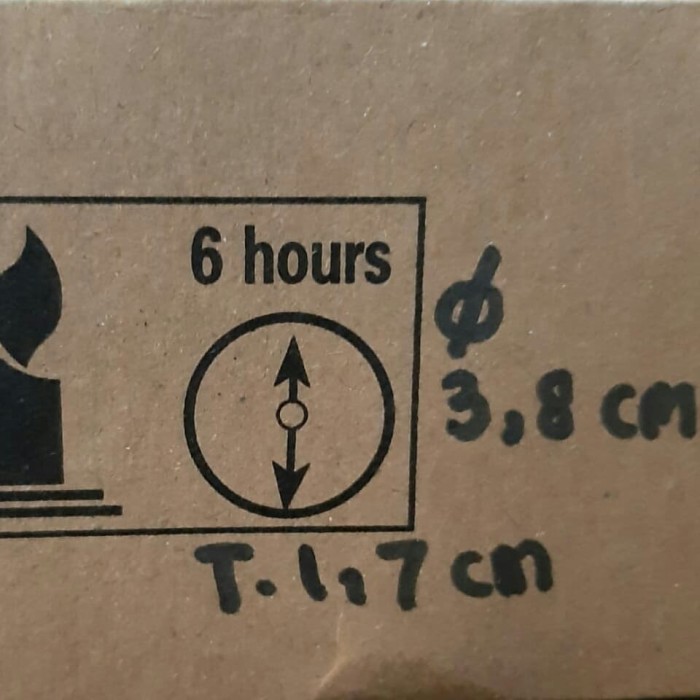 6 hours
ϕ
3,8 cm
T. 1,7 cm